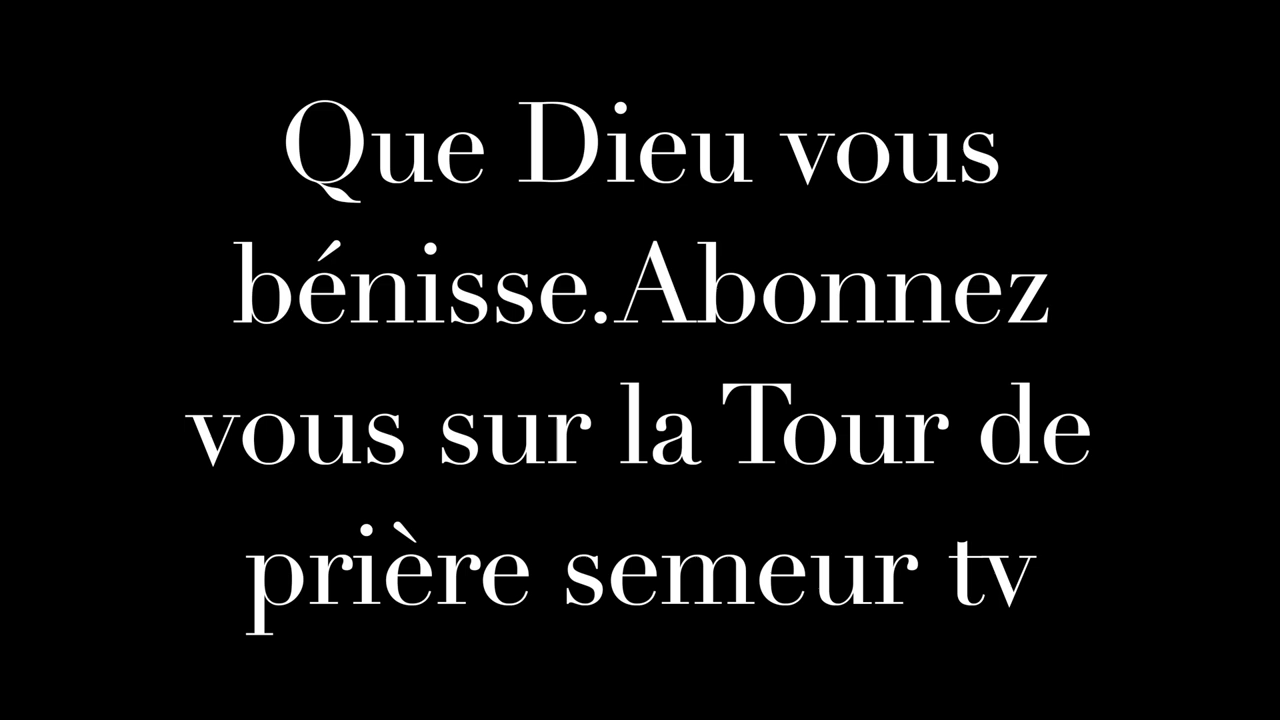 Que Dieu vous
bénisse.Abonnez
vous sur la Tour de
prière semeur tv